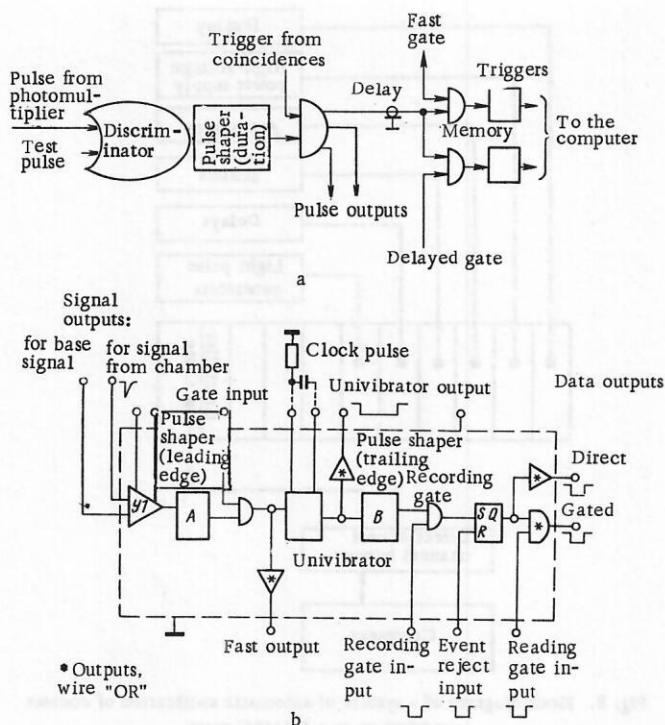 Trigger from
coincidences
Fast
gate
Triggers
Pulse from
photomul-
tiplier
Delay
Discrim-
inator
Pulse
shaper
(dura-
tion)
Memory
To the
computer
Test
pulse
Pulse outputs
Delayed gate
a
Signal
outputs:
for base
signal
for signal
from chamber
Clock pulse
Gate input
Univibrator output
Data outputs
Pulse
shaper
(leading
edge)
Pulse shaper
(trailing
edge)
Recording
gate
Direct
Gated
У1
A
B
S Q
R
*
*
*
*
Univibrator
Fast output
Recording
gate in-
put
Event
reject
input
Reading
gate in-
put
* Outputs,
wire "OR"
b